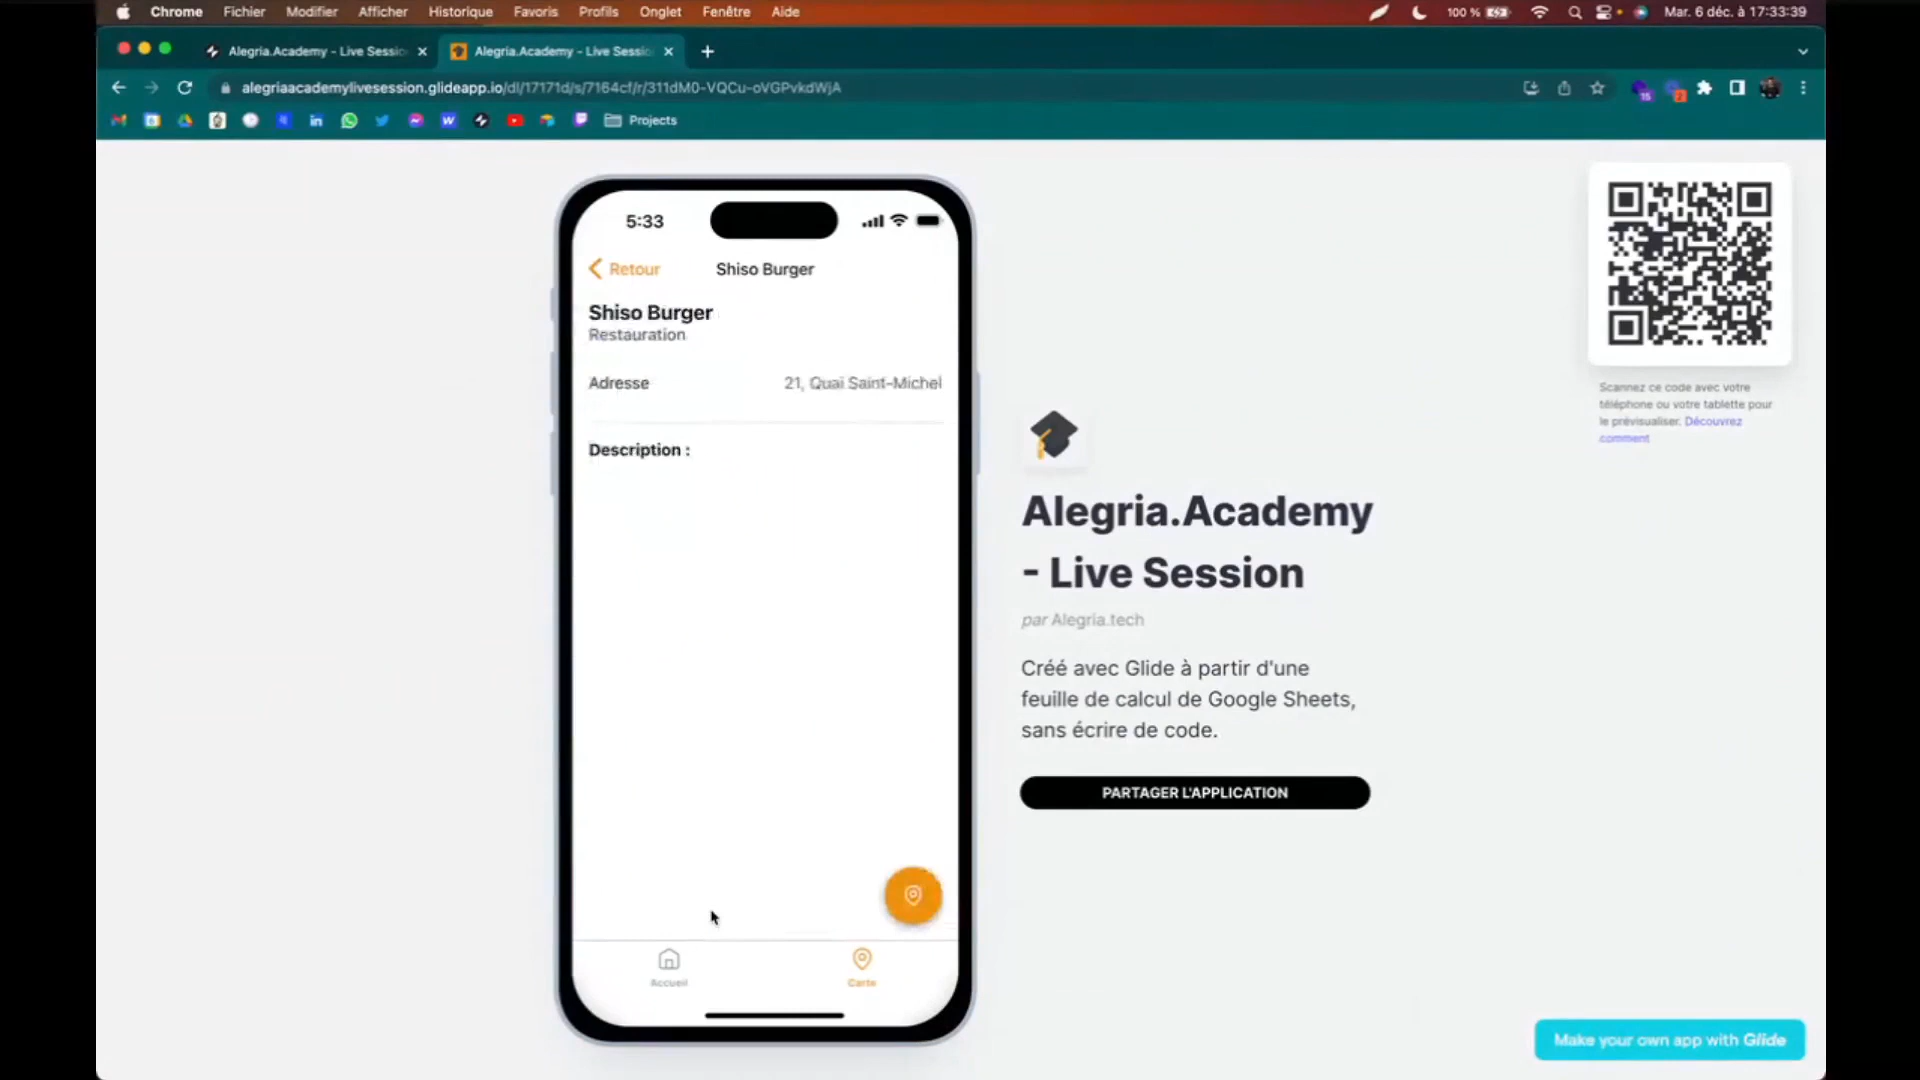 Chrome Fichier Modifier Afficher Historique Favoris Profils Onglet Fenêtre Aide 100 % Mar. 6 déc. à 17:33:39
Alegria.Academy - Live Sessio Alegria.Academy - Live Sessio
alegriaacademylivesession.glideapp.io/dl/17171d/s/7164cf/r/311dM0-VQCu-oVGPvkdWjA
15 2
Projects
5:33
Retour Shiso Burger
Shiso Burger
Restauration
Adresse 21, Quai Saint-Michel
Description :
Accueil Carte
Scannez ce code avec votre
téléphone ou votre tablette pour
le prévisualiser. Découvrez
comment
Alegria.Academy
- Live Session
par Alegria.tech
Créé avec Glide à partir d'une
feuille de calcul de Google Sheets,
sans écrire de code.
PARTAGER L'APPLICATION
Make your own app with Glide